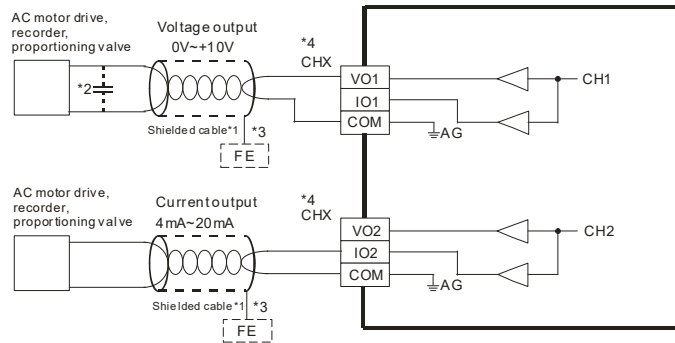 AC motor drive,
recorder,
proportioning valve
Voltage output
0V~+10V
*4
CHX
*2
VO1
IO1
COM
CH1
AG
Shielded cable*1
*3
FE
AC motor drive,
recorder,
proportioning valve
Current output
4mA~20mA
*4
CHX
VO2
IO2
COM
CH2
AG
Shielded cable*1
*3
FE